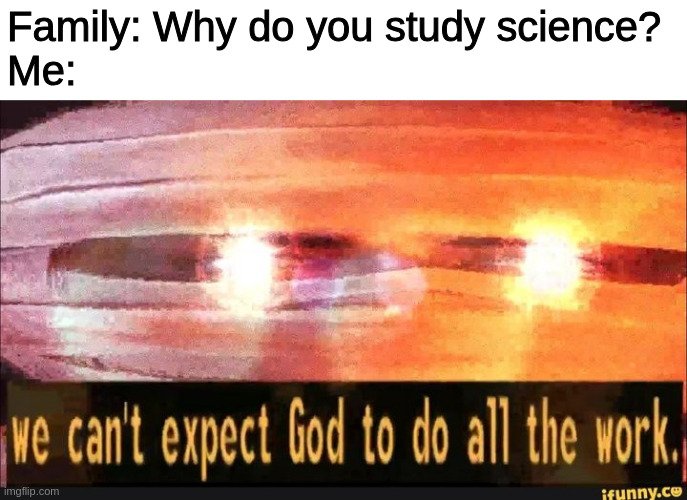 Family: Why do you study science?
Me:
we can't expect God to do all the work.
imgflip.com
ifunny.co